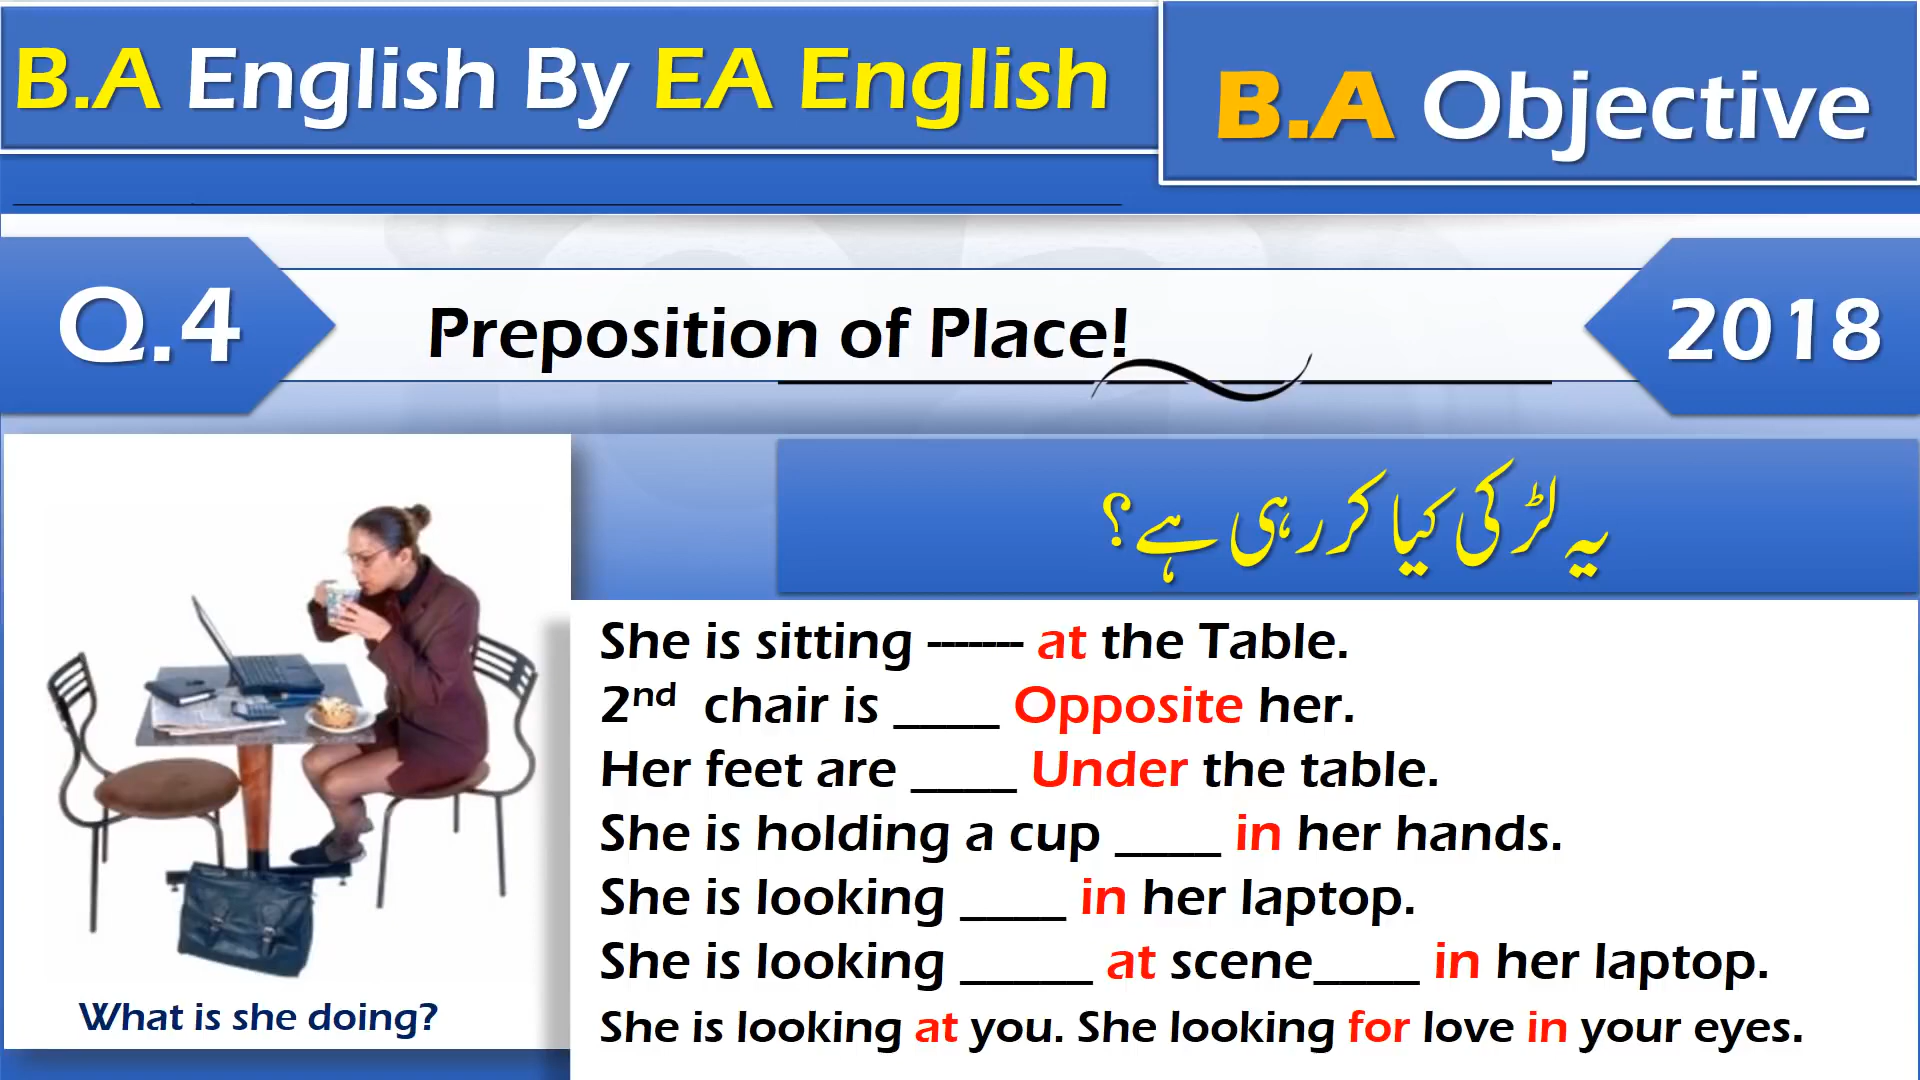 B.A English By EA English
B.A Objective
Q.4
Preposition of Place!
2018
یہ لڑکی کیا کر رہی ہے؟
She is sitting ------- at the Table.
2nd chair is ____ Opposite her.
Her feet are ____ Under the table.
She is holding a cup ____ in her hands.
She is looking ____ in her laptop.
She is looking _____ at scene____ in her laptop.
She is looking at you. She looking for love in your eyes.
What is she doing?